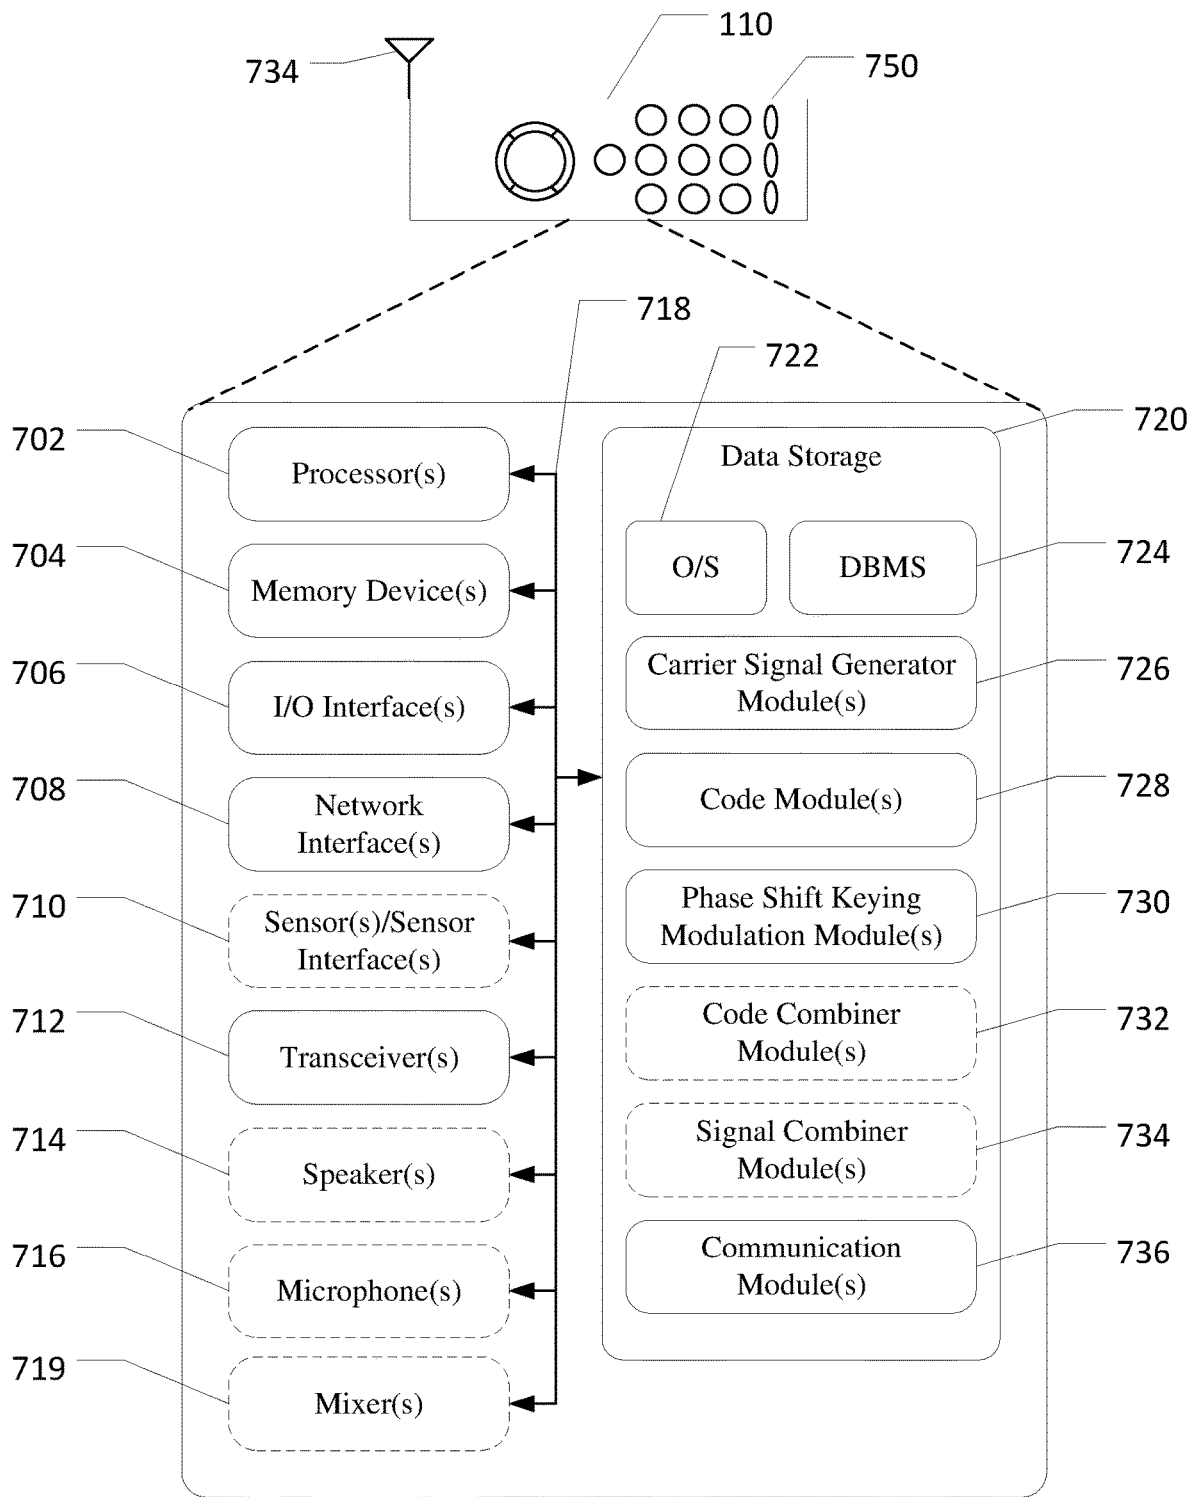 110
734
750
718
722
720
702
Processor(s)
Data Storage
704
Memory Device(s)
O/S
DBMS
724
706
I/O Interface(s)
Carrier Signal Generator
Module(s)
726
708
Network
Interface(s)
Code Module(s)
728
710
Sensor(s)/Sensor
Interface(s)
Phase Shift Keying
Modulation Module(s)
730
712
Transceiver(s)
Code Combiner
Module(s)
732
714
Speaker(s)
Signal Combiner
Module(s)
734
716
Microphone(s)
Communication
Module(s)
736
719
Mixer(s)